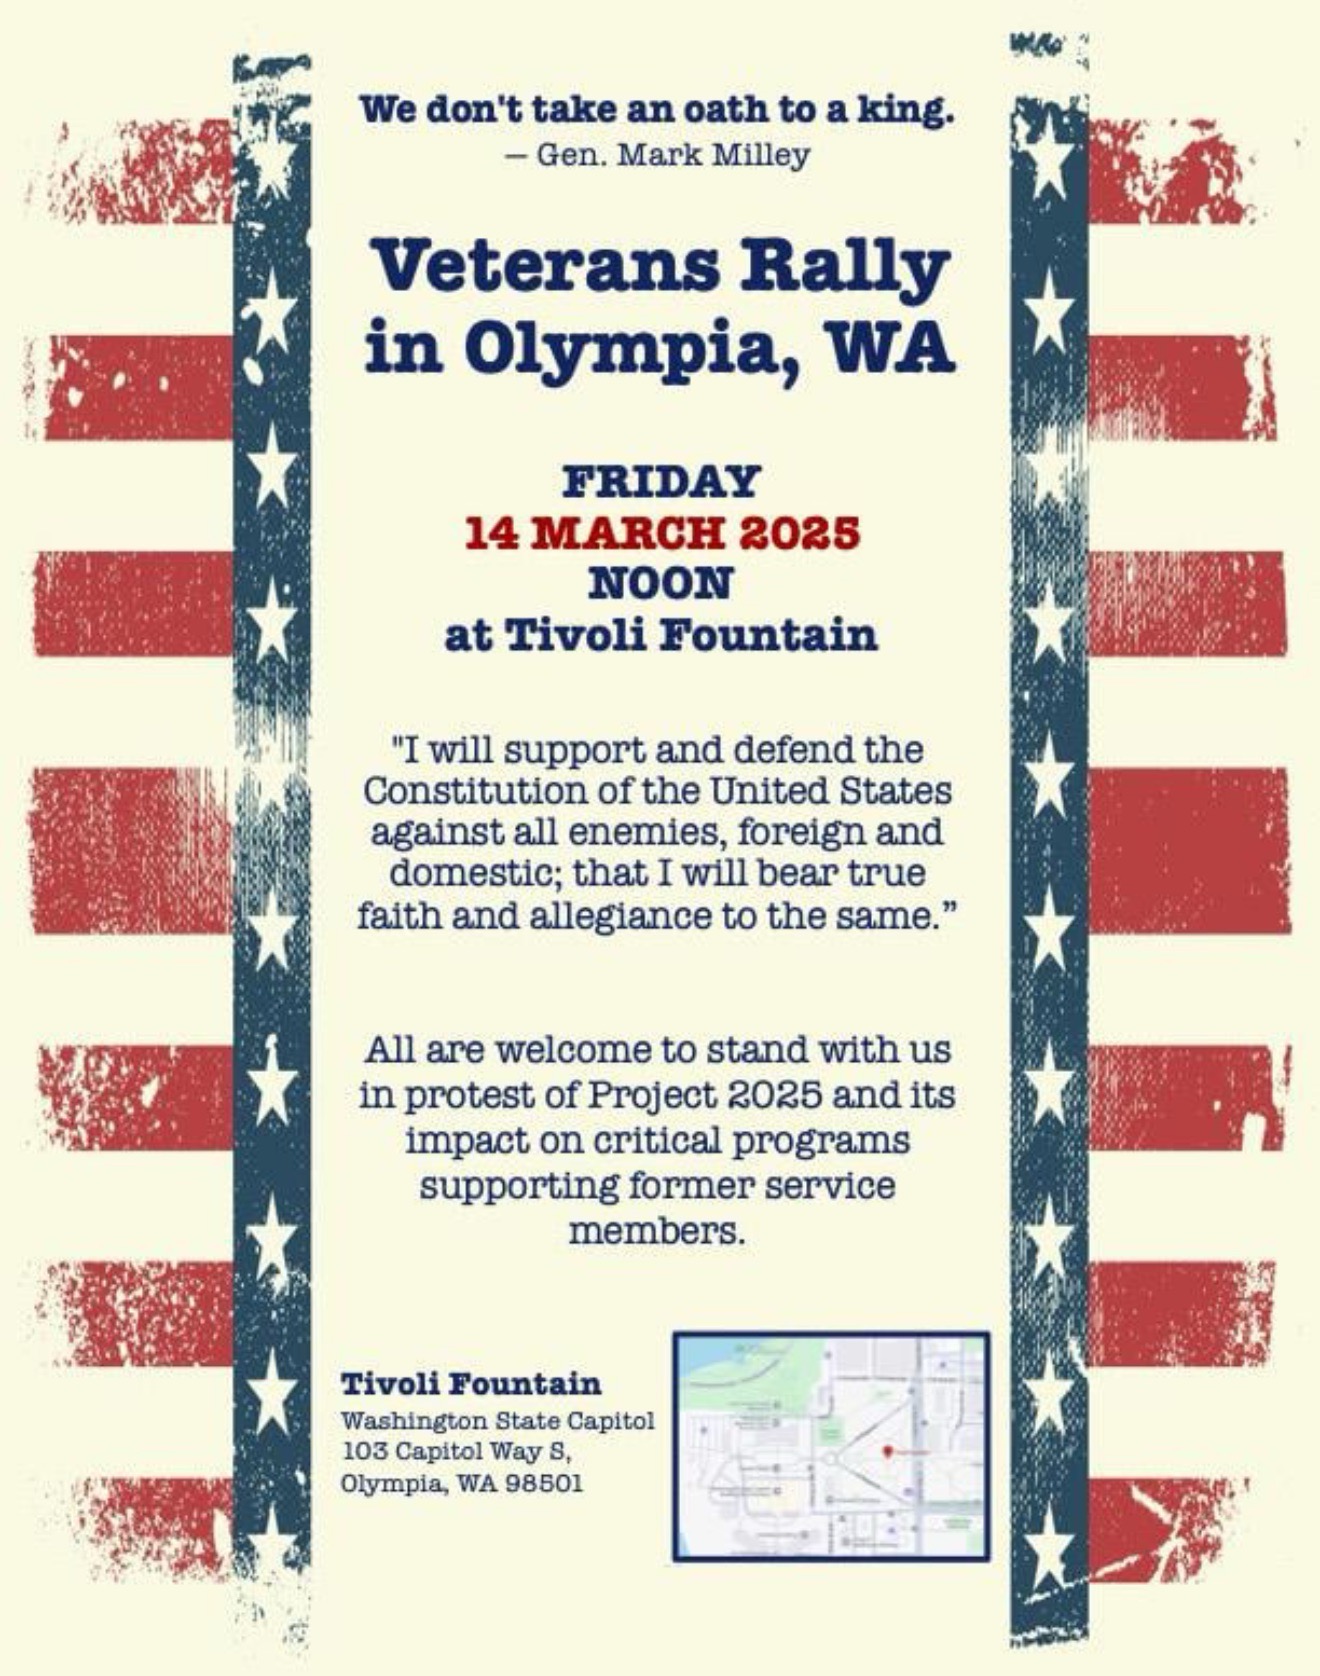 We don't take an oath to a king.
– Gen. Mark Milley
Veterans Rally
in Olympia, WA
FRIDAY
14 MARCH 2025
NOON
at Tivoli Fountain
"I will support and defend the
Constitution of the United States
against all enemies, foreign and
domestic; that I will bear true
faith and allegiance to the same.”
All are welcome to stand with us
in protest of Project 2025 and its
impact on critical programs
supporting former service
members.
Tivoli Fountain
Washington State Capitol
103 Capitol Way S,
Olympia, WA 98501